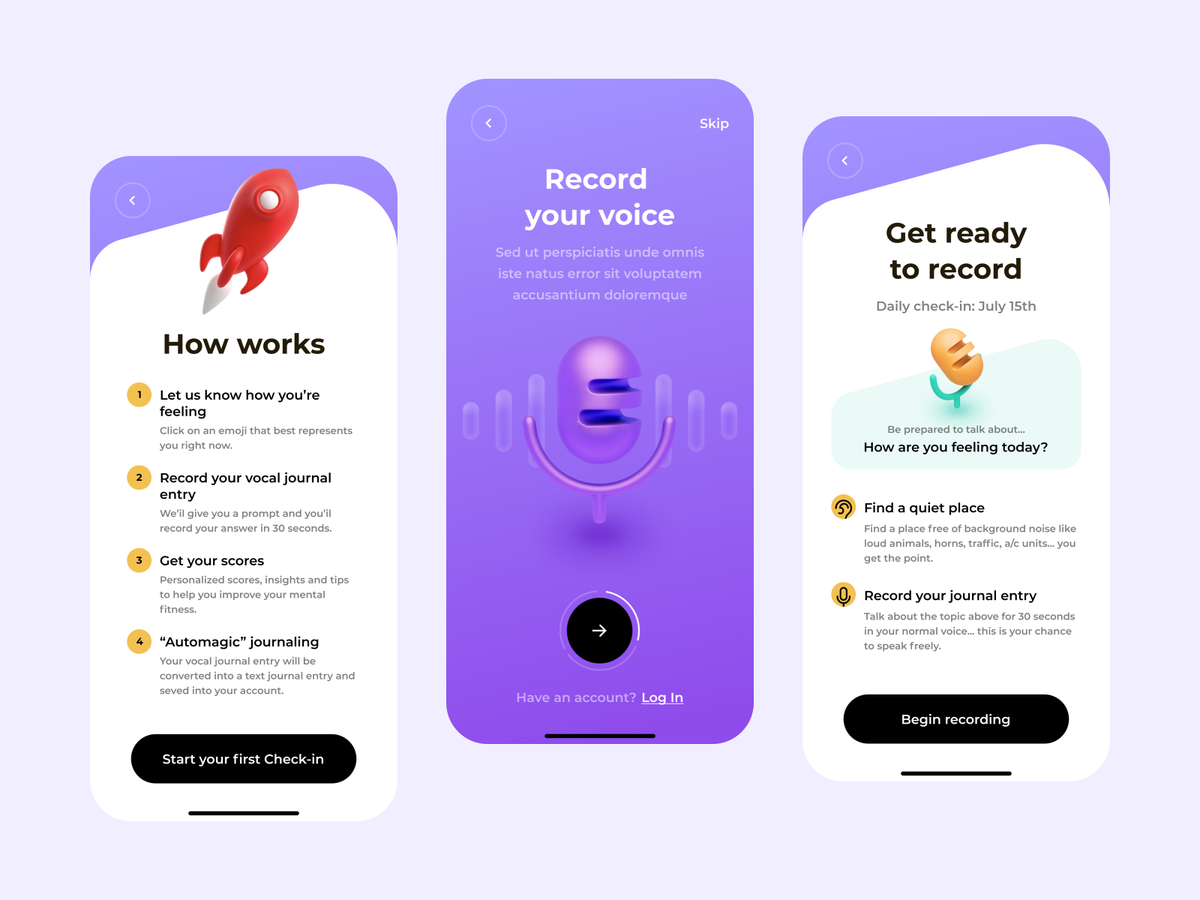 How works
1
Let us know how you’re
feeling
Click on an emoji that best represents
you right now.
2
Record your vocal journal
entry
We’ll give you a prompt and you’il
record your answer in 30 seconds.
3
Get your scores
Personalized scores, insights and tips
to help you improve your mental
fitness.
4
“Automagic” journaling
Your vocal journal entry will be
converted into a text journal entry and
seved into your account.
Start your first Check-in
Skip
Record
your voice
Sed ut perspiciatis unde omnis
iste natus error sit voluptatem
accusantium doloremque
Have an account? Log In
Get ready
to record
Daily check-in: July 15th
Be prepared to talk about...
How are you feeling today?
Find a quiet place
Find a place free of background noise like
loud animals, horns, traffic, a/c units... you
get the point.
Record your journal entry
Talk about the topic above for 30 seconds
in your normal voice... this is your chance
to speak freely.
Begin recording